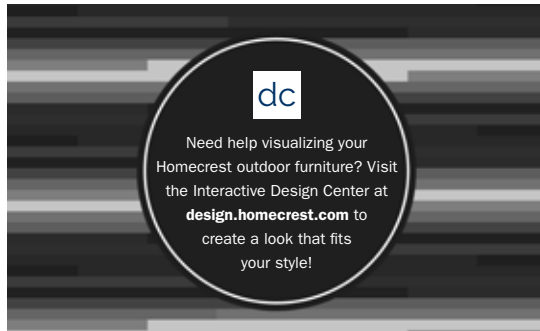 dc
Need help visualizing your
Homecrest outdoor furniture? Visit
the Interactive Design Center at
design.homecrest.com to
create a look that fits
your style!